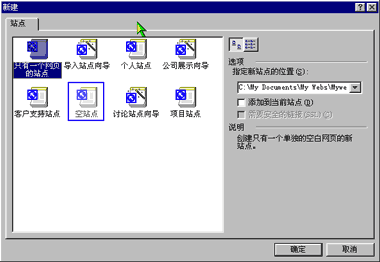 新建
站点
只有一个网页的站点
导入站点向导
个人站点
公司展示向导
客户支持站点
空站点
讨论站点向导
项目站点
选项
指定新站点的位置(S):
C:\My Documents\My Webs\Mywe
添加到当前站点(D)
需要安全的链接(SSL)(C)
说明
创建只有一个单独的空白网页的新
站点。
确定
取消